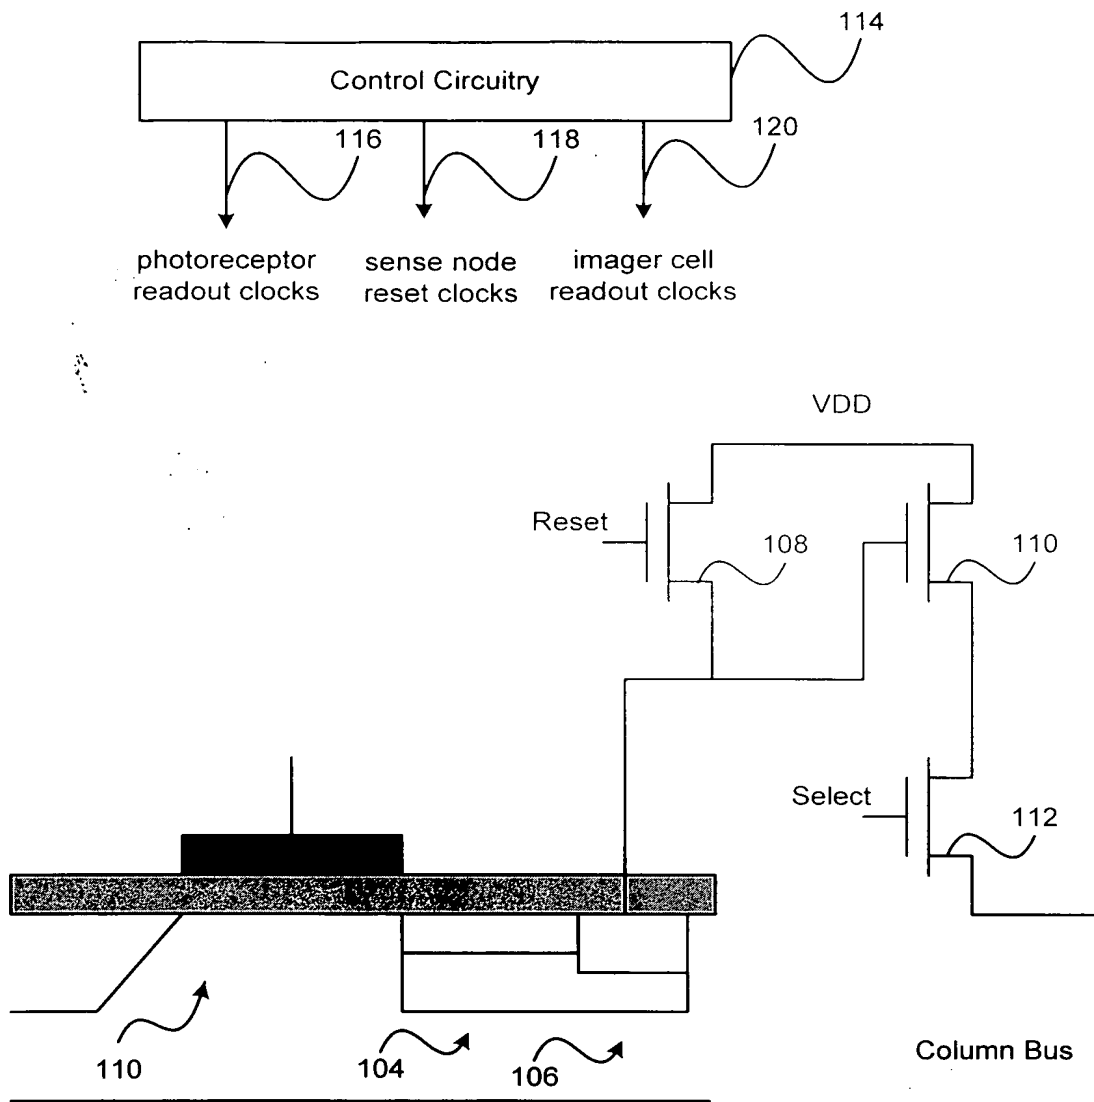 114
Control Circuitry
116
118
120
photoreceptor
readout clocks
sense node
reset clocks
imager cell
readout clocks
VDD
Reset
108
110
Select
112
110
104
106
Column Bus